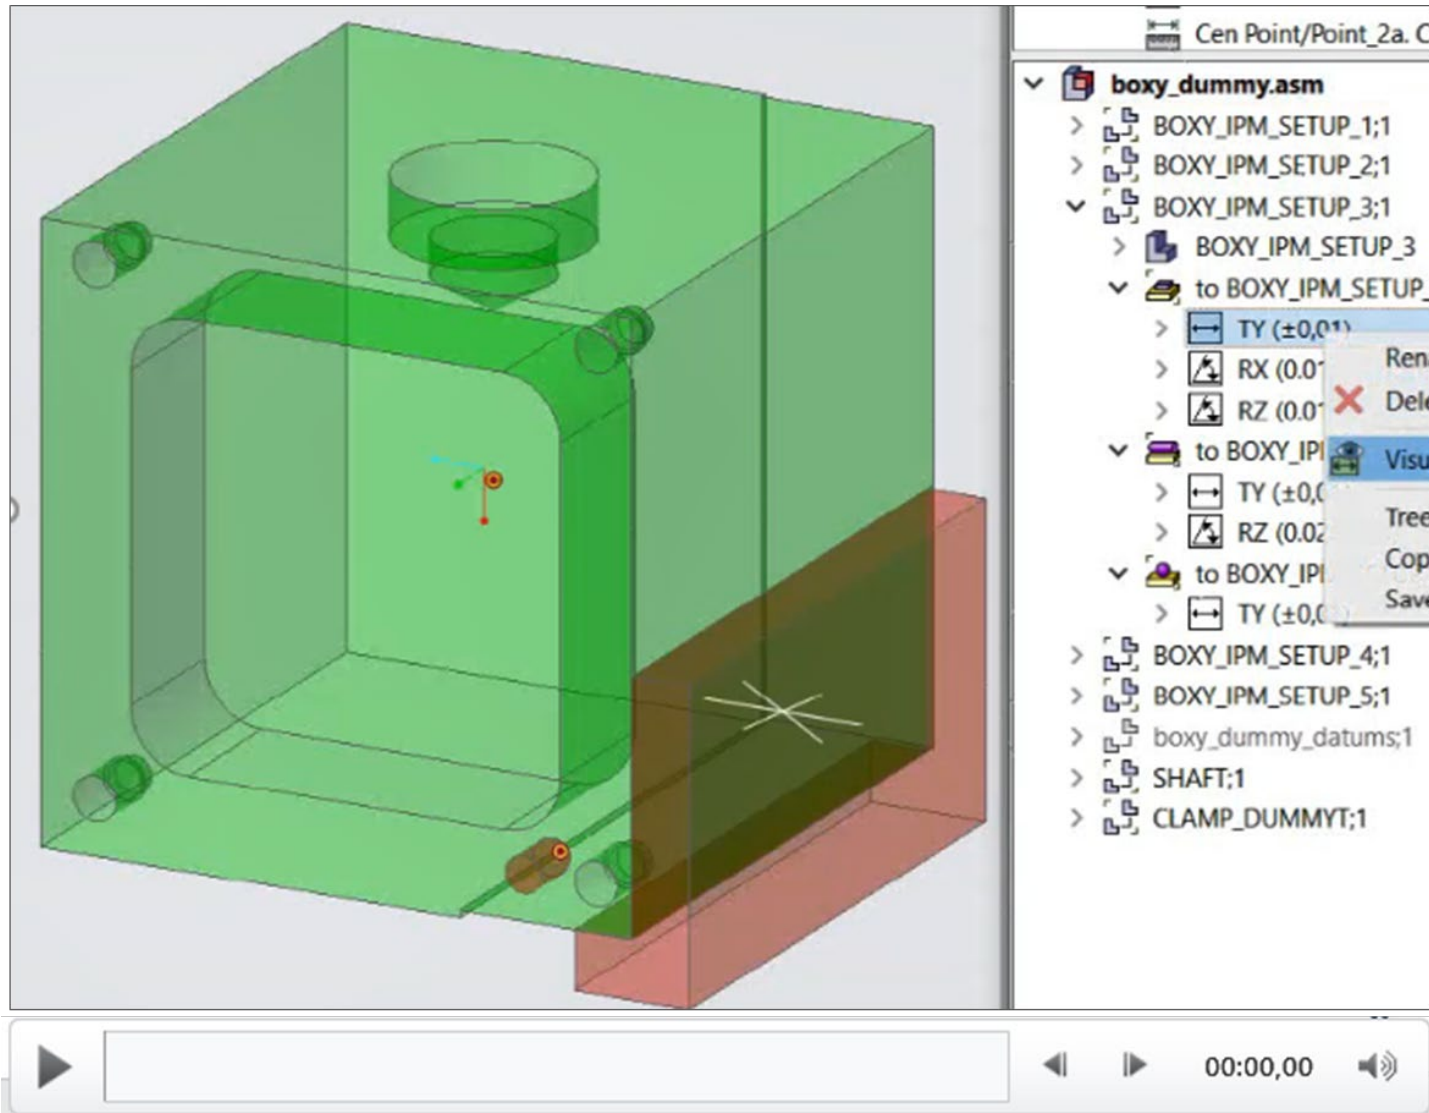 Cen Point/Point_2a. C
boxy_dummy.asm
BOXY_IPM_SETUP_1;1
BOXY_IPM_SETUP_2;1
BOXY_IPM_SETUP_3;1
BOXY_IPM_SETUP_3
to BOXY_IPM_SETUP_
TY (±0,01)
RX (0.01
RZ (0.01
to BOXY_IPI
TY (±0,0
RZ (0.02
to BOXY_IPI
TY (±0,0
Ren
Dele
Visu
Tree
Cop
Save
BOXY_IPM_SETUP_4;1
BOXY_IPM_SETUP_5;1
boxy_dummy_datums;1
SHAFT;1
CLAMP_DUMMYT;1
00:00,00